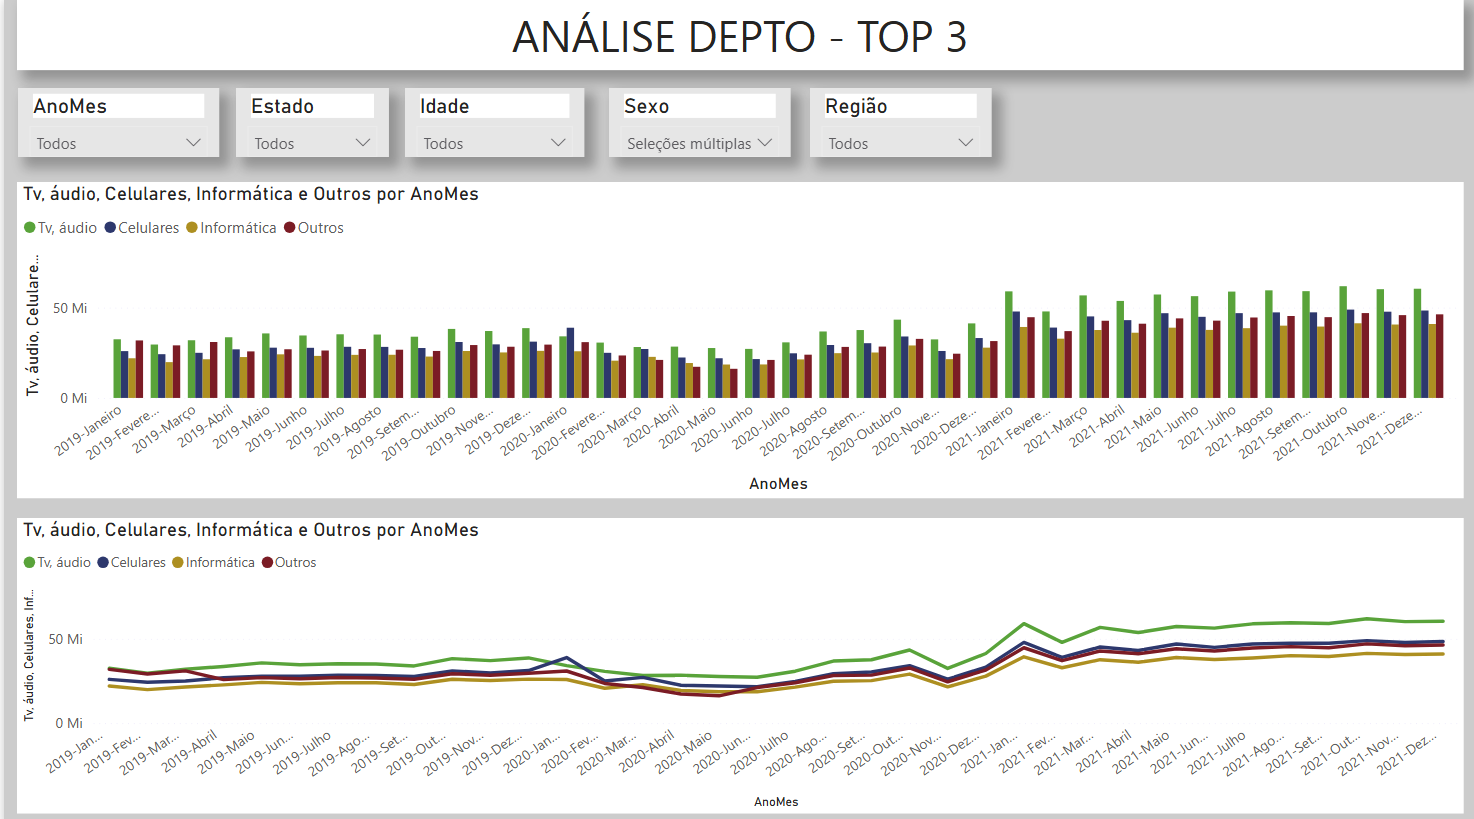 ANÁLISE DEPTO - TOP 3
AnoMes Estado Idade Sexo Região
Todos Todos Todos Seleções múltiplas Todos
Tv, áudio, Celulares, Informática e Outros por AnoMes
Tv, áudio Celulares Informática Outros
Tv, áudio, Celulare...
50 Mi
0 Mi
2019-Janeiro 2019-Fevere... 2019-Março 2019-Abril 2019-Maio 2019-Junho 2019-Julho 2019-Agosto 2019-Setem... 2019-Outubro 2019-Nove... 2019-Deze... 2020-Janeiro 2020-Fevere... 2020-Março 2020-Abril 2020-Maio 2020-Junho 2020-Julho 2020-Agosto 2020-Setem... 2020-Outubro 2020-Nove... 2020-Deze... 2021-Janeiro 2021-Fevere... 2021-Março 2021-Abril 2021-Maio 2021-Junho 2021-Julho 2021-Agosto 2021-Setem... 2021-Outubro 2021-Nove... 2021-Deze...
AnoMes
Tv, áudio, Celulares, Informática e Outros por AnoMes
Tv, áudio Celulares Informática Outros
Tv, áudio, Celulares, Inf...
50 Mi
0 Mi
2019-Jan... 2019-Fev... 2019-Mar... 2019-Abril 2019-Maio 2019-Jun... 2019-Julho 2019-Ago... 2019-Set... 2019-Out... 2019-Nov... 2019-Dez... 2020-Jan... 2020-Fev... 2020-Mar... 2020-Abril 2020-Maio 2020-Jun... 2020-Julho 2020-Ago... 2020-Set... 2020-Out... 2020-Nov... 2020-Dez... 2021-Jan... 2021-Fev... 2021-Mar... 2021-Abril 2021-Maio 2021-Jun... 2021-Julho 2021-Ago... 2021-Set... 2021-Out... 2021-Nov... 2021-Dez...
AnoMes